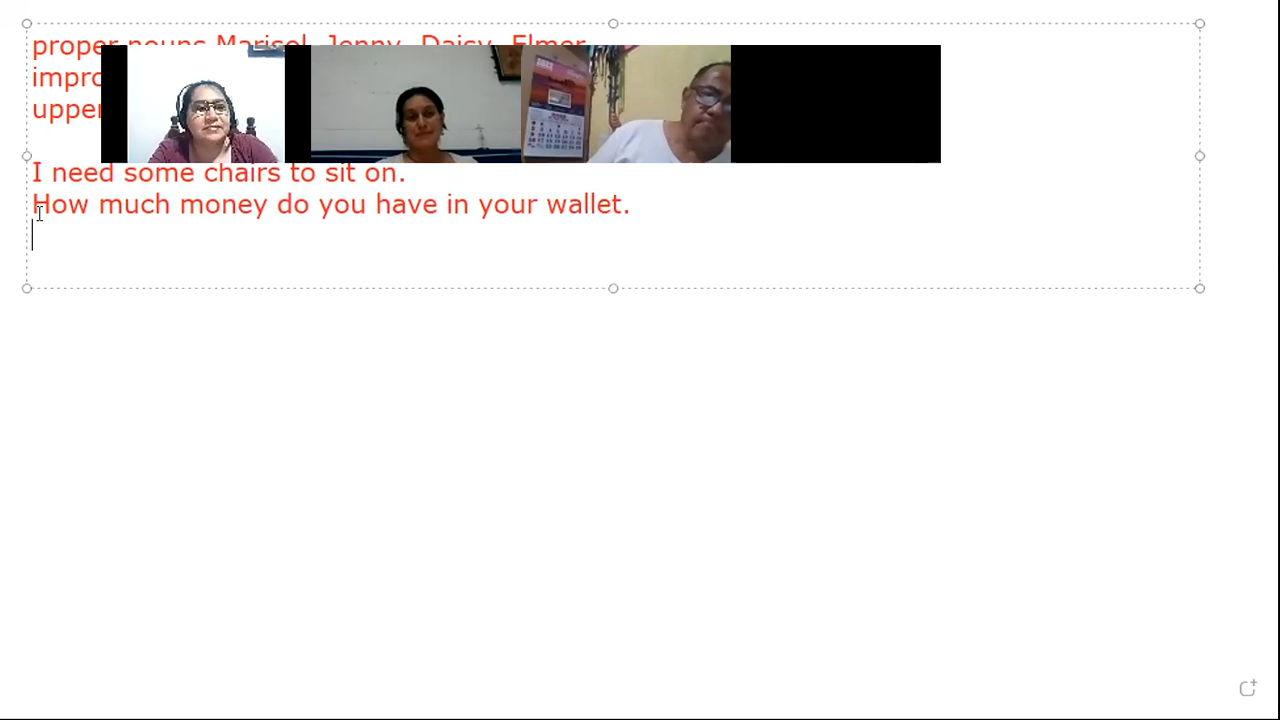 proper nouns Marisol, Jenny, Daisy, Elmer
impro
upper
I need some chairs to sit on.
How much money do you have in your wallet.